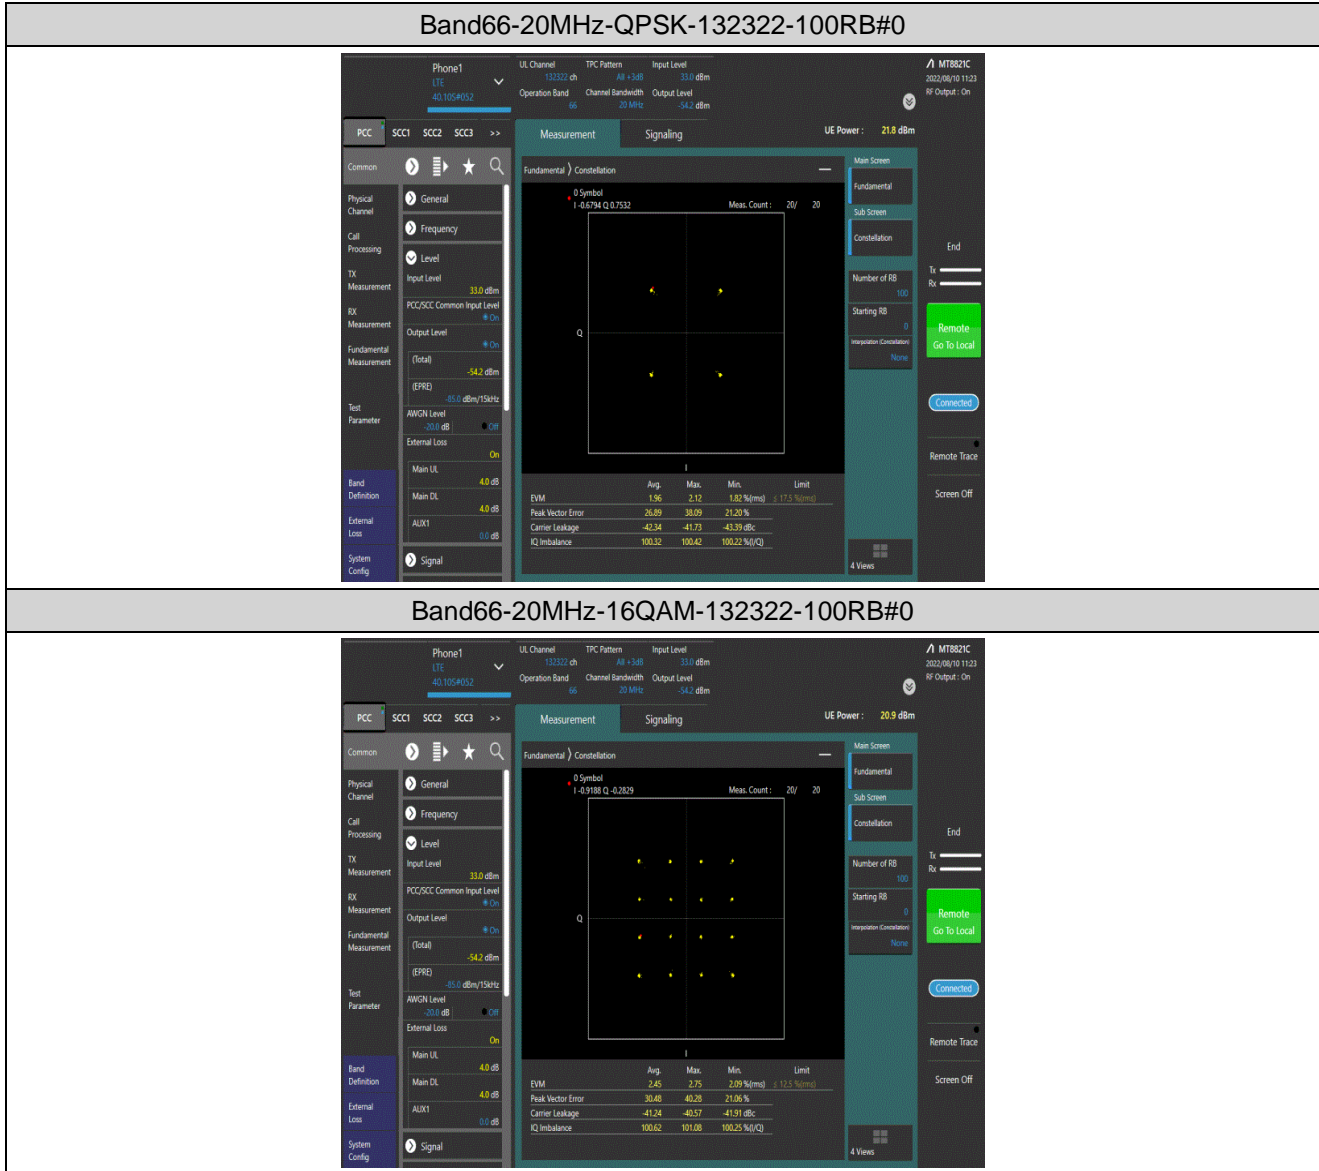 Band66-20MHz-QPSK-132322-100RB#0
Phone1
LTE
40.105#052
UL Channel TPC Pattern Input Level
132322 ch All +3dB 33.0 dBm
Operation Band Channel Bandwidth Output Level
66 20 MHz -54.2 dBm
MT8821C
2022/08/10 11:23
RF Output : On
PCC SCC1 SCC2 SCC3 >>
Measurement Signaling
UE Power : 21.8 dBm
Common
Physical Channel
Call Processing
TX Measurement
RX Measurement
Fundamental Measurement
Test Parameter
Band Definition
External Loss
System Config
General
Frequency
Level
Input Level
33.0 dBm
PCC/SCC Common Input Level
On
Output Level
On
(Total)
-54.2 dBm
(EPRE)
-85.0 dBm/15kHz
AWGN Level
-20.0 dB Off
External Loss
On
Main UL
4.0 dB
Main DL
4.0 dB
AUX1
0.0 dB
Signal
Fundamental Constellation
0 Symbol
I -0.6794 Q 0.7532 Meas. Count : 20/ 20
Q
I
Avg. Max. Min. Limit
EVM 1.96 2.12 1.82 %(rms) ≤ 17.5 %(rms)
Peak Vector Error 26.89 38.09 21.20 %
Carrier Leakage -42.34 -41.73 -43.39 dBc
IQ Imbalance 100.32 100.42 100.22 %(I/Q)
Main Screen
Fundamental
Sub Screen
Constellation
Number of RB
100
Starting RB
0
Interpolation (Constellation)
None
4 Views
End
Tx
Rx
Remote
Go To Local
Connected
Remote Trace
Screen Off
Band66-20MHz-16QAM-132322-100RB#0
Phone1
LTE
40.105#052
UL Channel TPC Pattern Input Level
132322 ch All +3dB 33.0 dBm
Operation Band Channel Bandwidth Output Level
66 20 MHz -54.2 dBm
MT8821C
2022/08/10 11:23
RF Output : On
PCC SCC1 SCC2 SCC3 >>
Measurement Signaling
UE Power : 20.9 dBm
Common
Physical Channel
Call Processing
TX Measurement
RX Measurement
Fundamental Measurement
Test Parameter
Band Definition
External Loss
System Config
General
Frequency
Level
Input Level
33.0 dBm
PCC/SCC Common Input Level
On
Output Level
On
(Total)
-54.2 dBm
(EPRE)
-85.0 dBm/15kHz
AWGN Level
-20.0 dB Off
External Loss
On
Main UL
4.0 dB
Main DL
4.0 dB
AUX1
0.0 dB
Signal
Fundamental Constellation
0 Symbol
I -0.9188 Q -0.2829 Meas. Count : 20/ 20
Q
I
Avg. Max. Min. Limit
EVM 2.45 2.75 2.09 %(rms) ≤ 12.5 %(rms)
Peak Vector Error 30.48 40.28 21.06 %
Carrier Leakage -41.24 -40.57 -41.91 dBc
IQ Imbalance 100.62 101.08 100.25 %(I/Q)
Main Screen
Fundamental
Sub Screen
Constellation
Number of RB
100
Starting RB
0
Interpolation (Constellation)
None
4 Views
End
Tx
Rx
Remote
Go To Local
Connected
Remote Trace
Screen Off